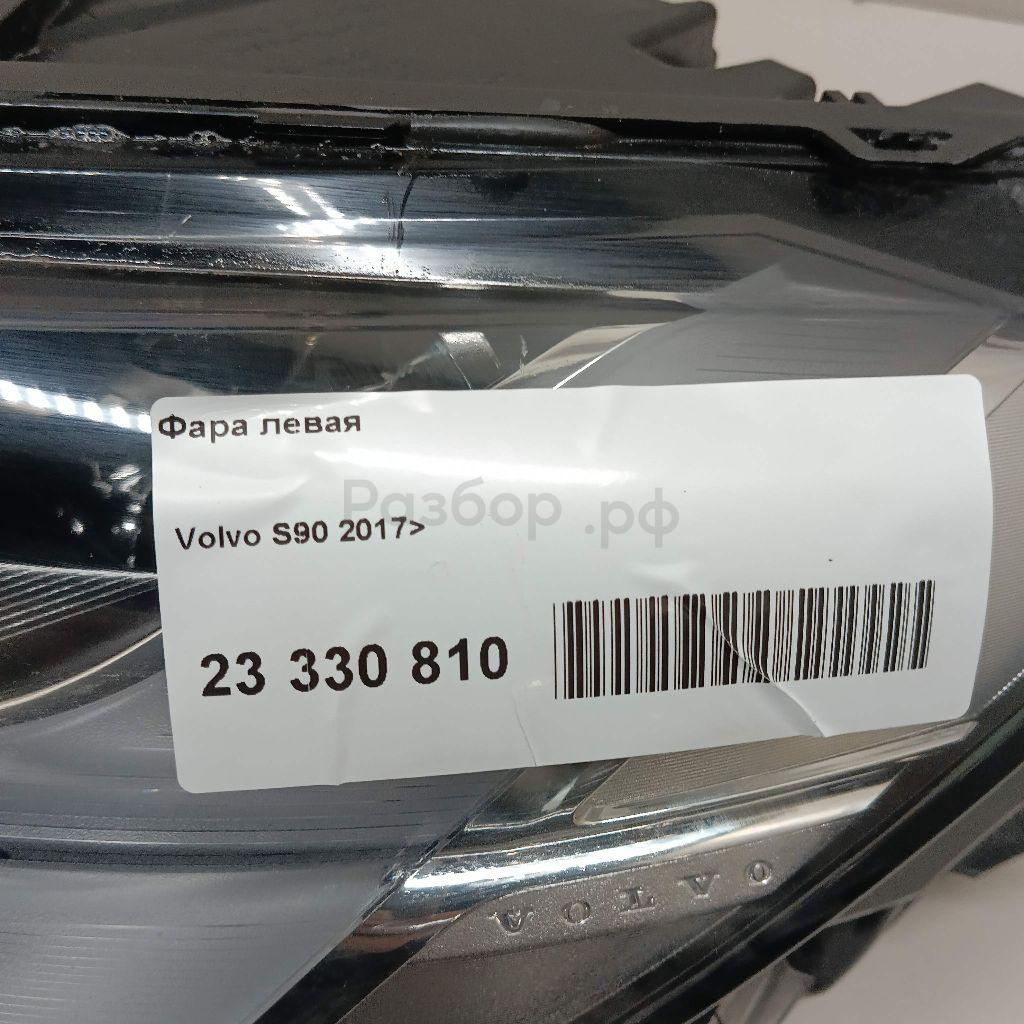 Фара левая
Разбор.рф
Volvo S90 2017>
23 330 810
VOLVO